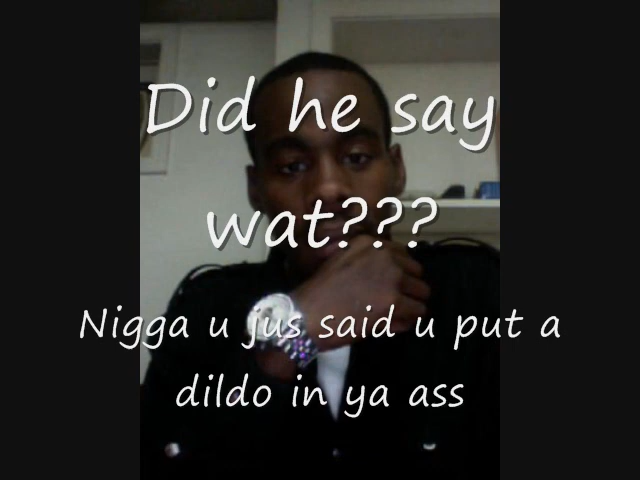 Did he say
wat???
Nigga u jus said u put a
dildo in ya ass